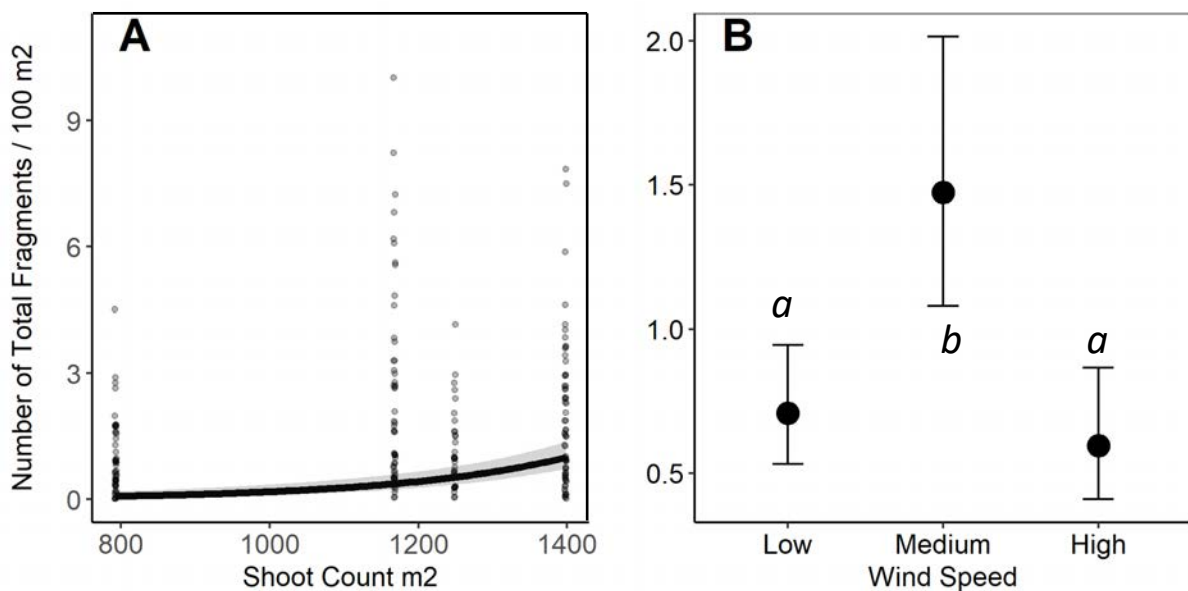 A
Number of Total Fragments / 100 m2
9
6
3
0
800 1000 1200 1400
Shoot Count m2
B
2.0
1.5
1.0
0.5
a
b
a
Low Medium High
Wind Speed